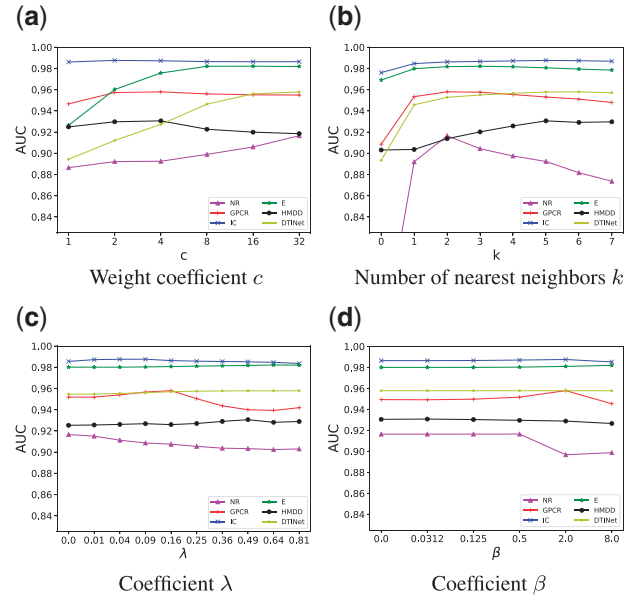 (a)
1.00
0.98
0.96
0.94
0.92
0.90
0.88
0.86
0.84
AUC
1 2 4 8 16 32
c
NR E
GPCR HMDD
IC DTINet
Weight coefficient c
(b)
1.00
0.98
0.96
0.94
0.92
0.90
0.88
0.86
0.84
AUC
0 1 2 3 4 5 6 7
k
NR E
GPCR HMDD
IC DTINet
Number of nearest neighbors k
(c)
1.00
0.98
0.96
0.94
0.92
0.90
0.88
0.86
0.84
AUC
0.0 0.01 0.04 0.09 0.16 0.25 0.36 0.49 0.64 0.81
λ
NR E
GPCR HMDD
IC DTINet
Coefficient λ
(d)
1.00
0.98
0.96
0.94
0.92
0.90
0.88
0.86
0.84
AUC
0.0 0.0312 0.125 0.5 2.0 8.0
β
NR E
GPCR HMDD
IC DTINet
Coefficient β